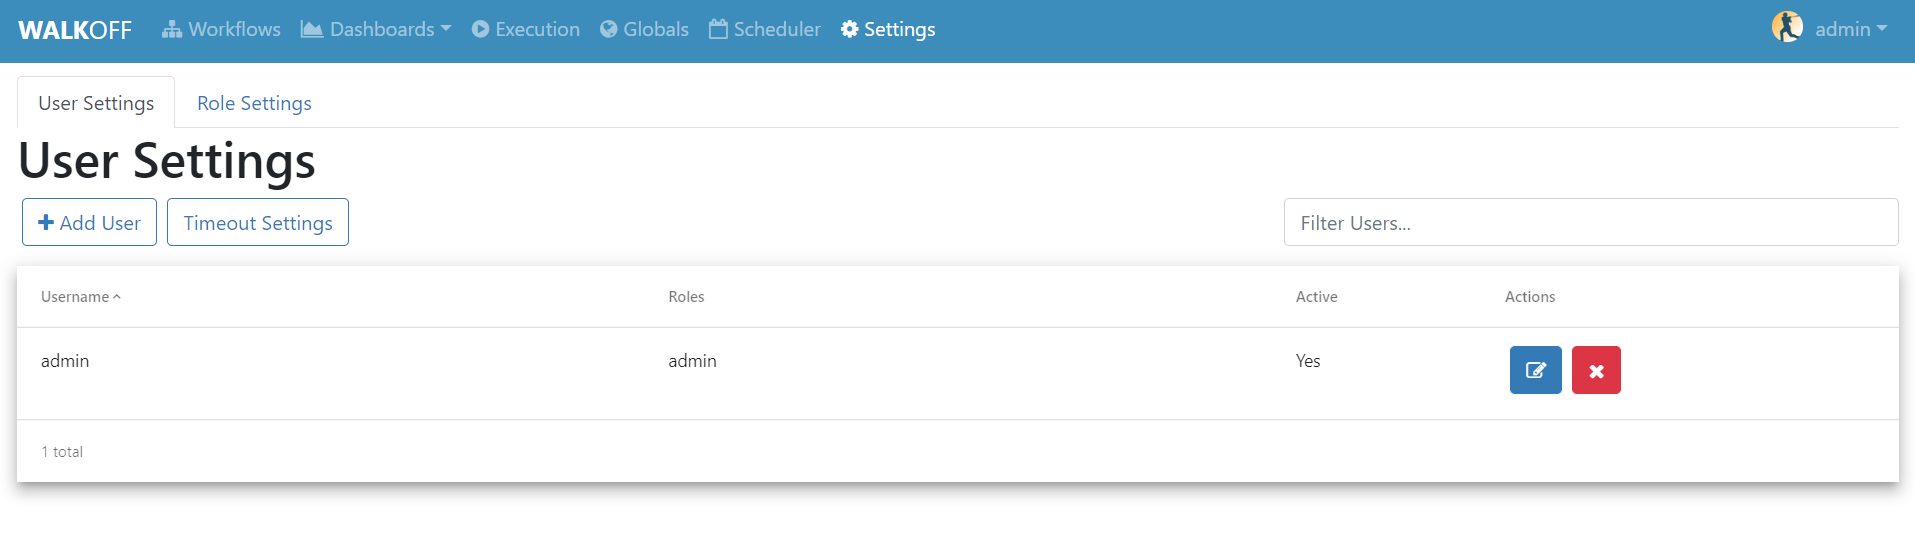 WALKOFF Workflows Dashboards Execution Globals Scheduler Settings admin
User Settings Role Settings
User Settings
Add User Timeout Settings Filter Users...
Username Roles Active Actions
admin admin Yes
1 total